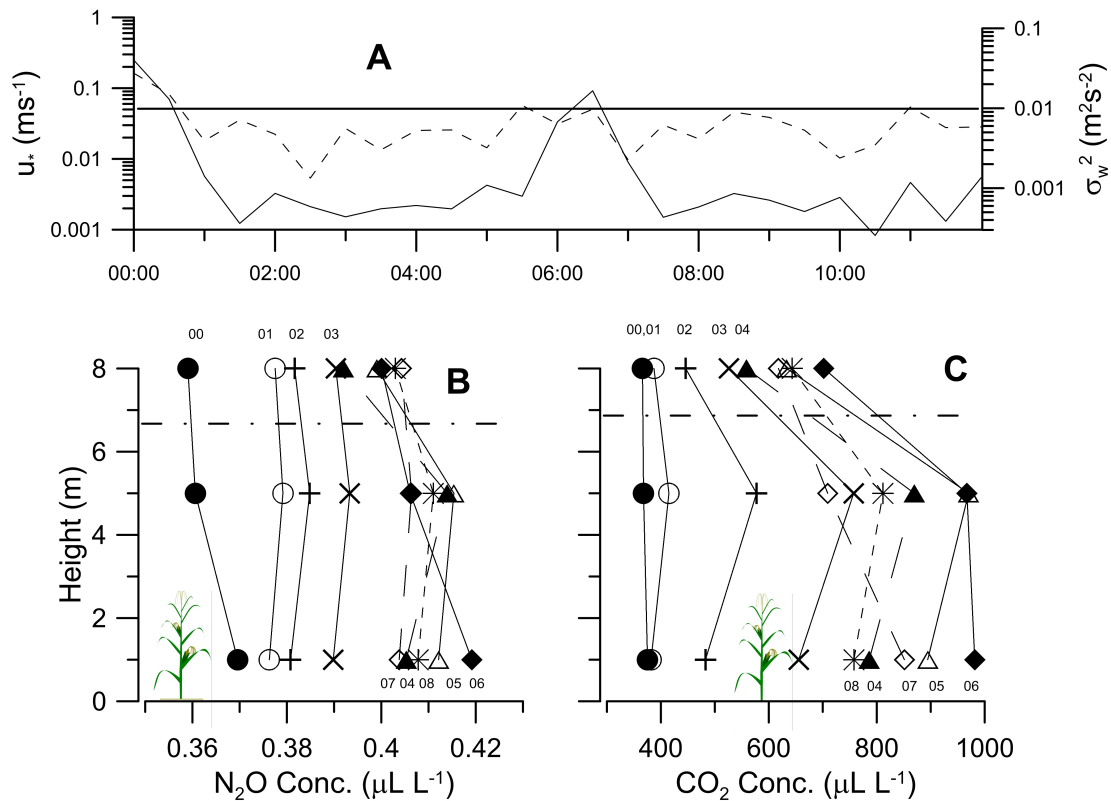 A
1
0.1
0.01
0.001
u* (ms-1)
0.1
0.01
0.001
σw2 (m2s-2)
00:00 02:00 04:00 06:00 08:00 10:00
00 01 02 03
B
8
6
4
2
0
Height (m)
07 04 08 05 06
0.36 0.38 0.4 0.42
N2O Conc. (μL L-1)
00,01 02 03 04
C
08 04 07 05 06
400 600 800 1000
CO2 Conc. (μL L-1)